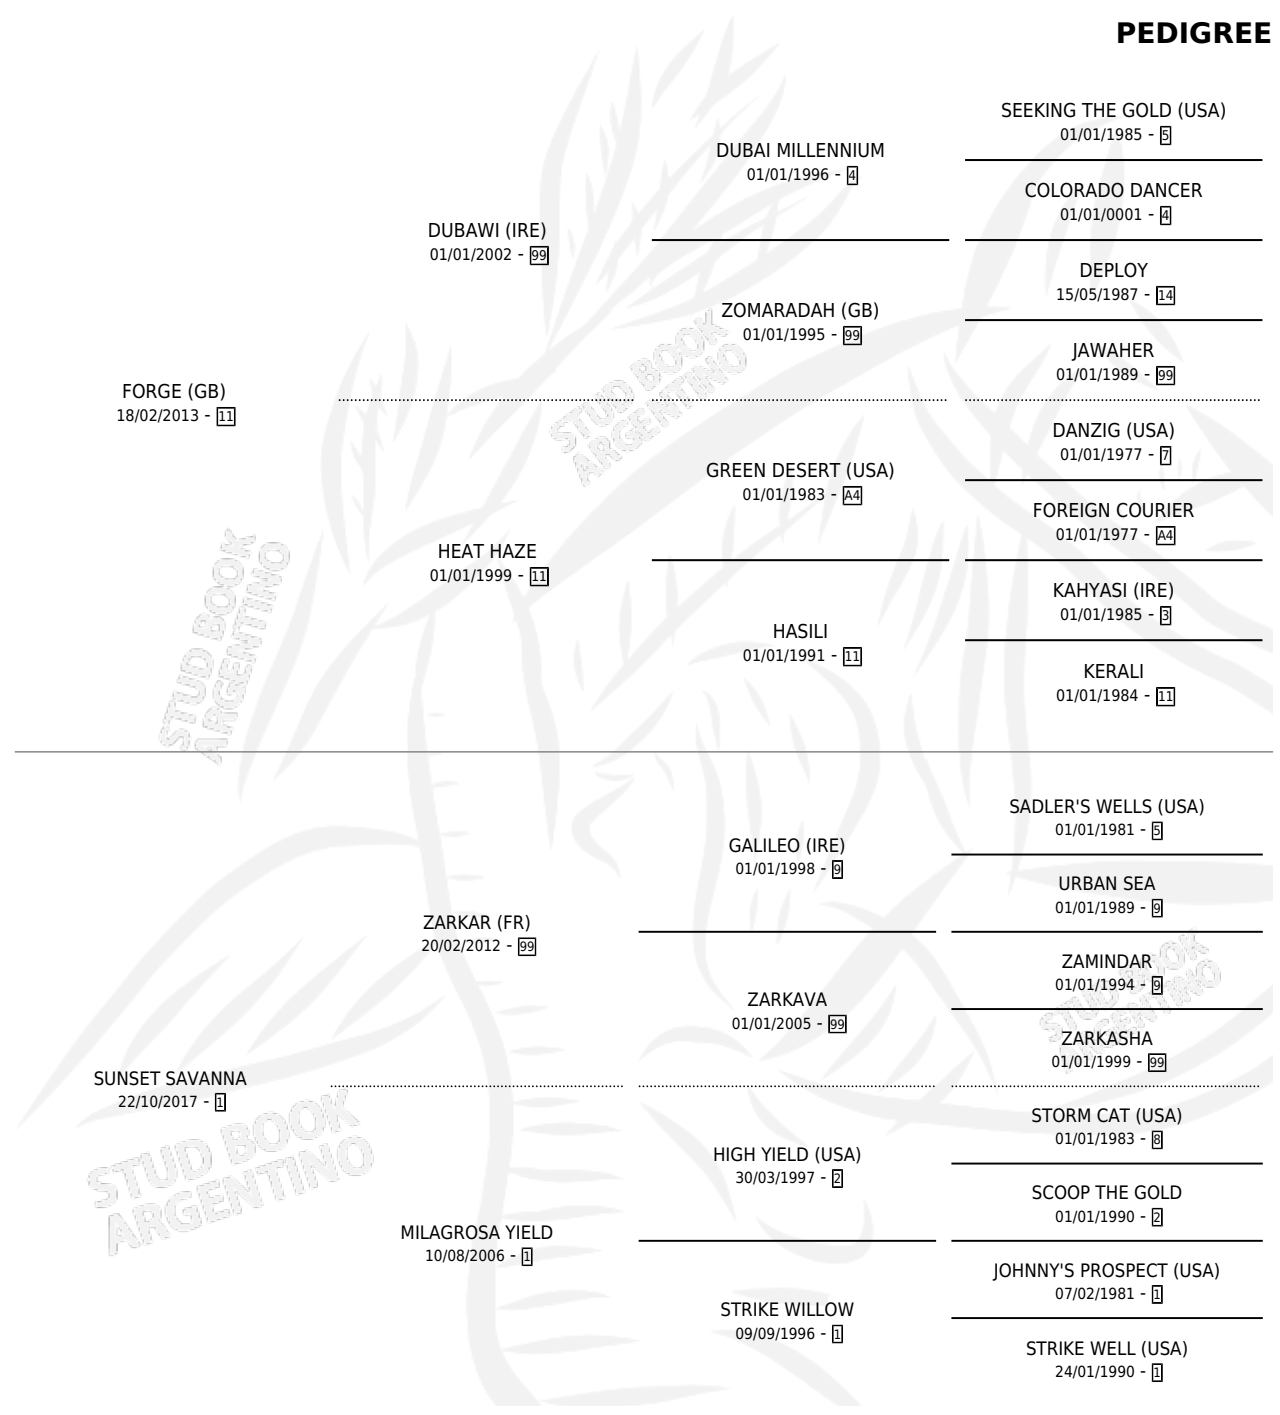 PEDIGREE
SEEKING THE GOLD (USA)
01/01/1985 - 5
DUBAI MILLENNIUM
01/01/1996 - 4
COLORADO DANCER
01/01/0001 - 4
DUBAWI (IRE)
01/01/2002 - 99
DEPLOY
15/05/1987 - 14
ZOMARADAH (GB)
01/01/1995 - 99
JAWAHER
01/01/1989 - 99
FORGE (GB)
18/02/2013 - 11
DANZIG (USA)
01/01/1977 - 7
GREEN DESERT (USA)
01/01/1983 - A4
FOREIGN COURIER
01/01/1977 - A4
HEAT HAZE
01/01/1999 - 11
KAHYASI (IRE)
01/01/1985 - 3
HASILI
01/01/1991 - 11
KERALI
01/01/1984 - 11
SADLER'S WELLS (USA)
01/01/1981 - 5
GALILEO (IRE)
01/01/1998 - 9
URBAN SEA
01/01/1989 - 9
ZARKAR (FR)
20/02/2012 - 99
ZAMINDAR
01/01/1994 - 9
ZARKAVA
01/01/2005 - 99
ZARKASHA
01/01/1999 - 99
SUNSET SAVANNA
22/10/2017 - 1
STORM CAT (USA)
01/01/1983 - 8
HIGH YIELD (USA)
30/03/1997 - 2
SCOOP THE GOLD
01/01/1990 - 2
MILAGROSA YIELD
10/08/2006 - 1
JOHNNY'S PROSPECT (USA)
07/02/1981 - 1
STRIKE WILLOW
09/09/1996 - 1
STRIKE WELL (USA)
24/01/1990 - 1
STUD BOOK
ARGENTINO
STUD BOOK
ARGENTINO
STUD BOOK
ARGENTINO
STUD BOOK
ARGENTINO